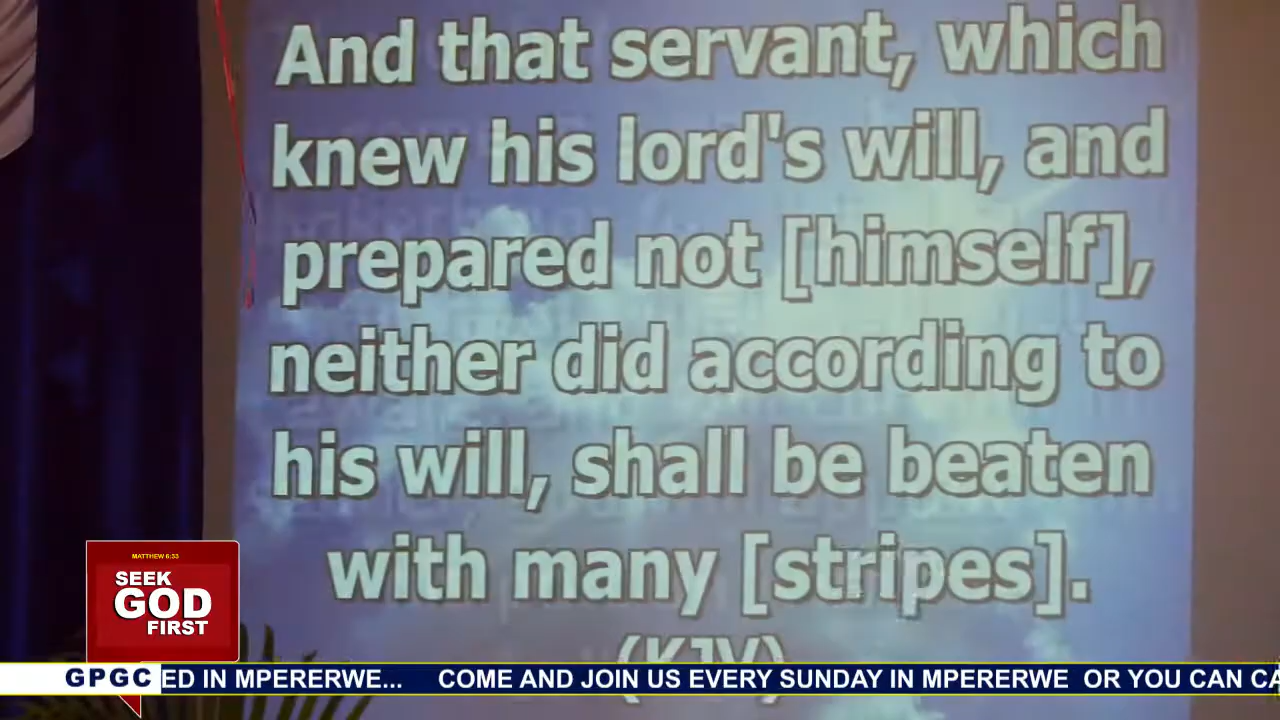 And that servant, which
knew his lord's will, and
prepared not [himself],
neither did according to
his will, shall be beaten
with many [stripes].
(KJV)
MATTHEW 6:33
SEEK
GOD
FIRST
GPGC ED IN MPERERWE... COME AND JOIN US EVERY SUNDAY IN MPERERWE OR YOU CAN CA